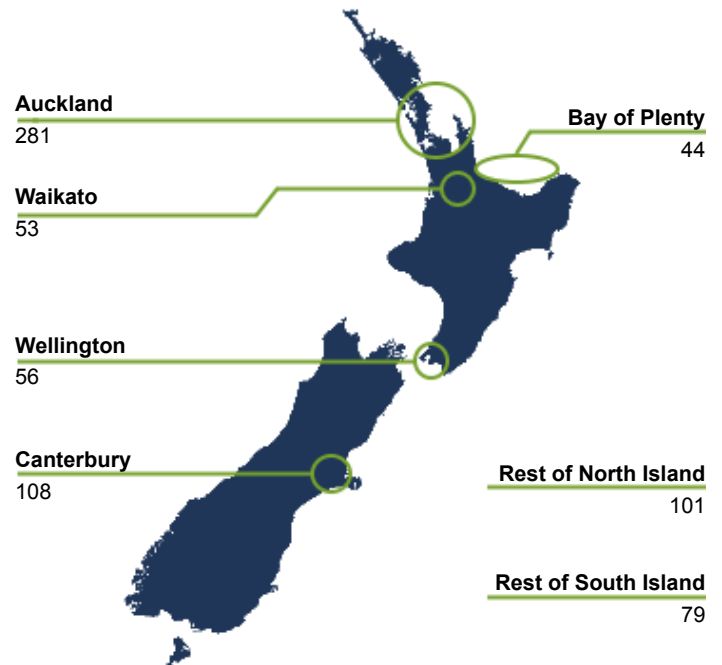 Auckland
281
Bay of Plenty
44
Waikato
53
Wellington
56
Canterbury
108
Rest of North Island
101
Rest of South Island
79